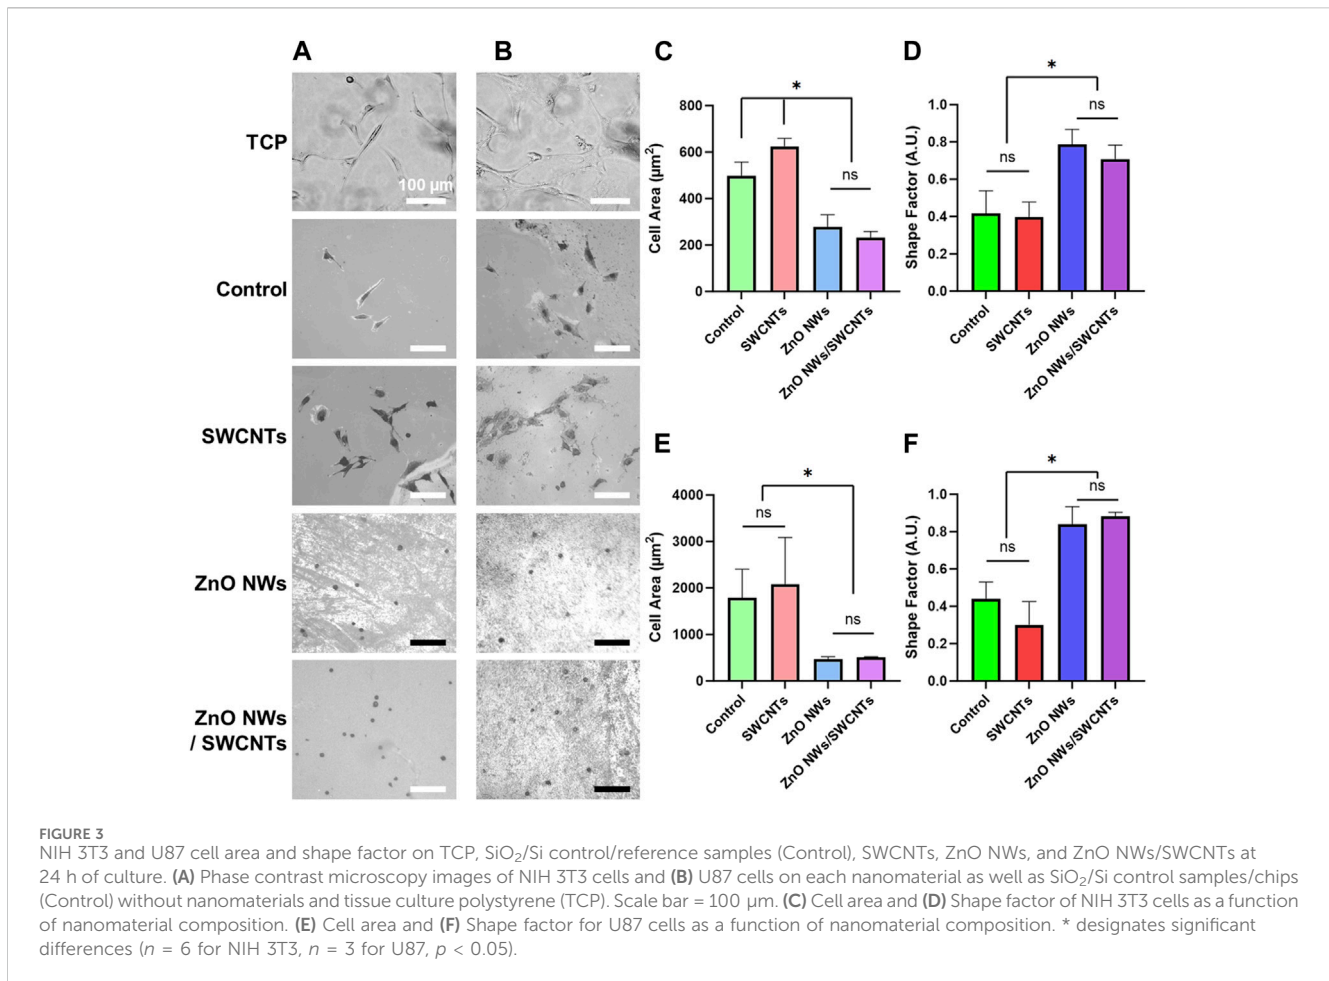 A
B
TCP
100 µm
Control
SWCNTs
ZnO NWs
ZnO NWs
/ SWCNTs
C
Cell Area (µm²)
800
600
400
200
0
*
ns
Control
SWCNTs
ZnO NWs
ZnO NWs/SWCNTs
D
Shape Factor (A.U.)
1.0
0.8
0.6
0.4
0.2
0.0
*
ns
ns
Control
SWCNTs
ZnO NWs
ZnO NWs/SWCNTs
E
Cell Area (µm²)
4000
3000
2000
1000
0
*
ns
ns
Control
SWCNTs
ZnO NWs
ZnO NWs/SWCNTs
F
Shape Factor (A.U.)
1.0
0.8
0.6
0.4
0.2
0.0
*
ns
ns
Control
SWCNTs
ZnO NWs
ZnO NWs/SWCNTs
FIGURE 3
NIH 3T3 and U87 cell area and shape factor on TCP, SiO₂/Si control/reference samples (Control), SWCNTs, ZnO NWs, and ZnO NWs/SWCNTs at
24 h of culture. (A) Phase contrast microscopy images of NIH 3T3 cells and (B) U87 cells on each nanomaterial as well as SiO₂/Si control samples/chips
(Control) without nanomaterials and tissue culture polystyrene (TCP). Scale bar = 100 µm. (C) Cell area and (D) Shape factor of NIH 3T3 cells as a function
of nanomaterial composition. (E) Cell area and (F) Shape factor for U87 cells as a function of nanomaterial composition. * designates significant
differences (n = 6 for NIH 3T3, n = 3 for U87, p < 0.05).